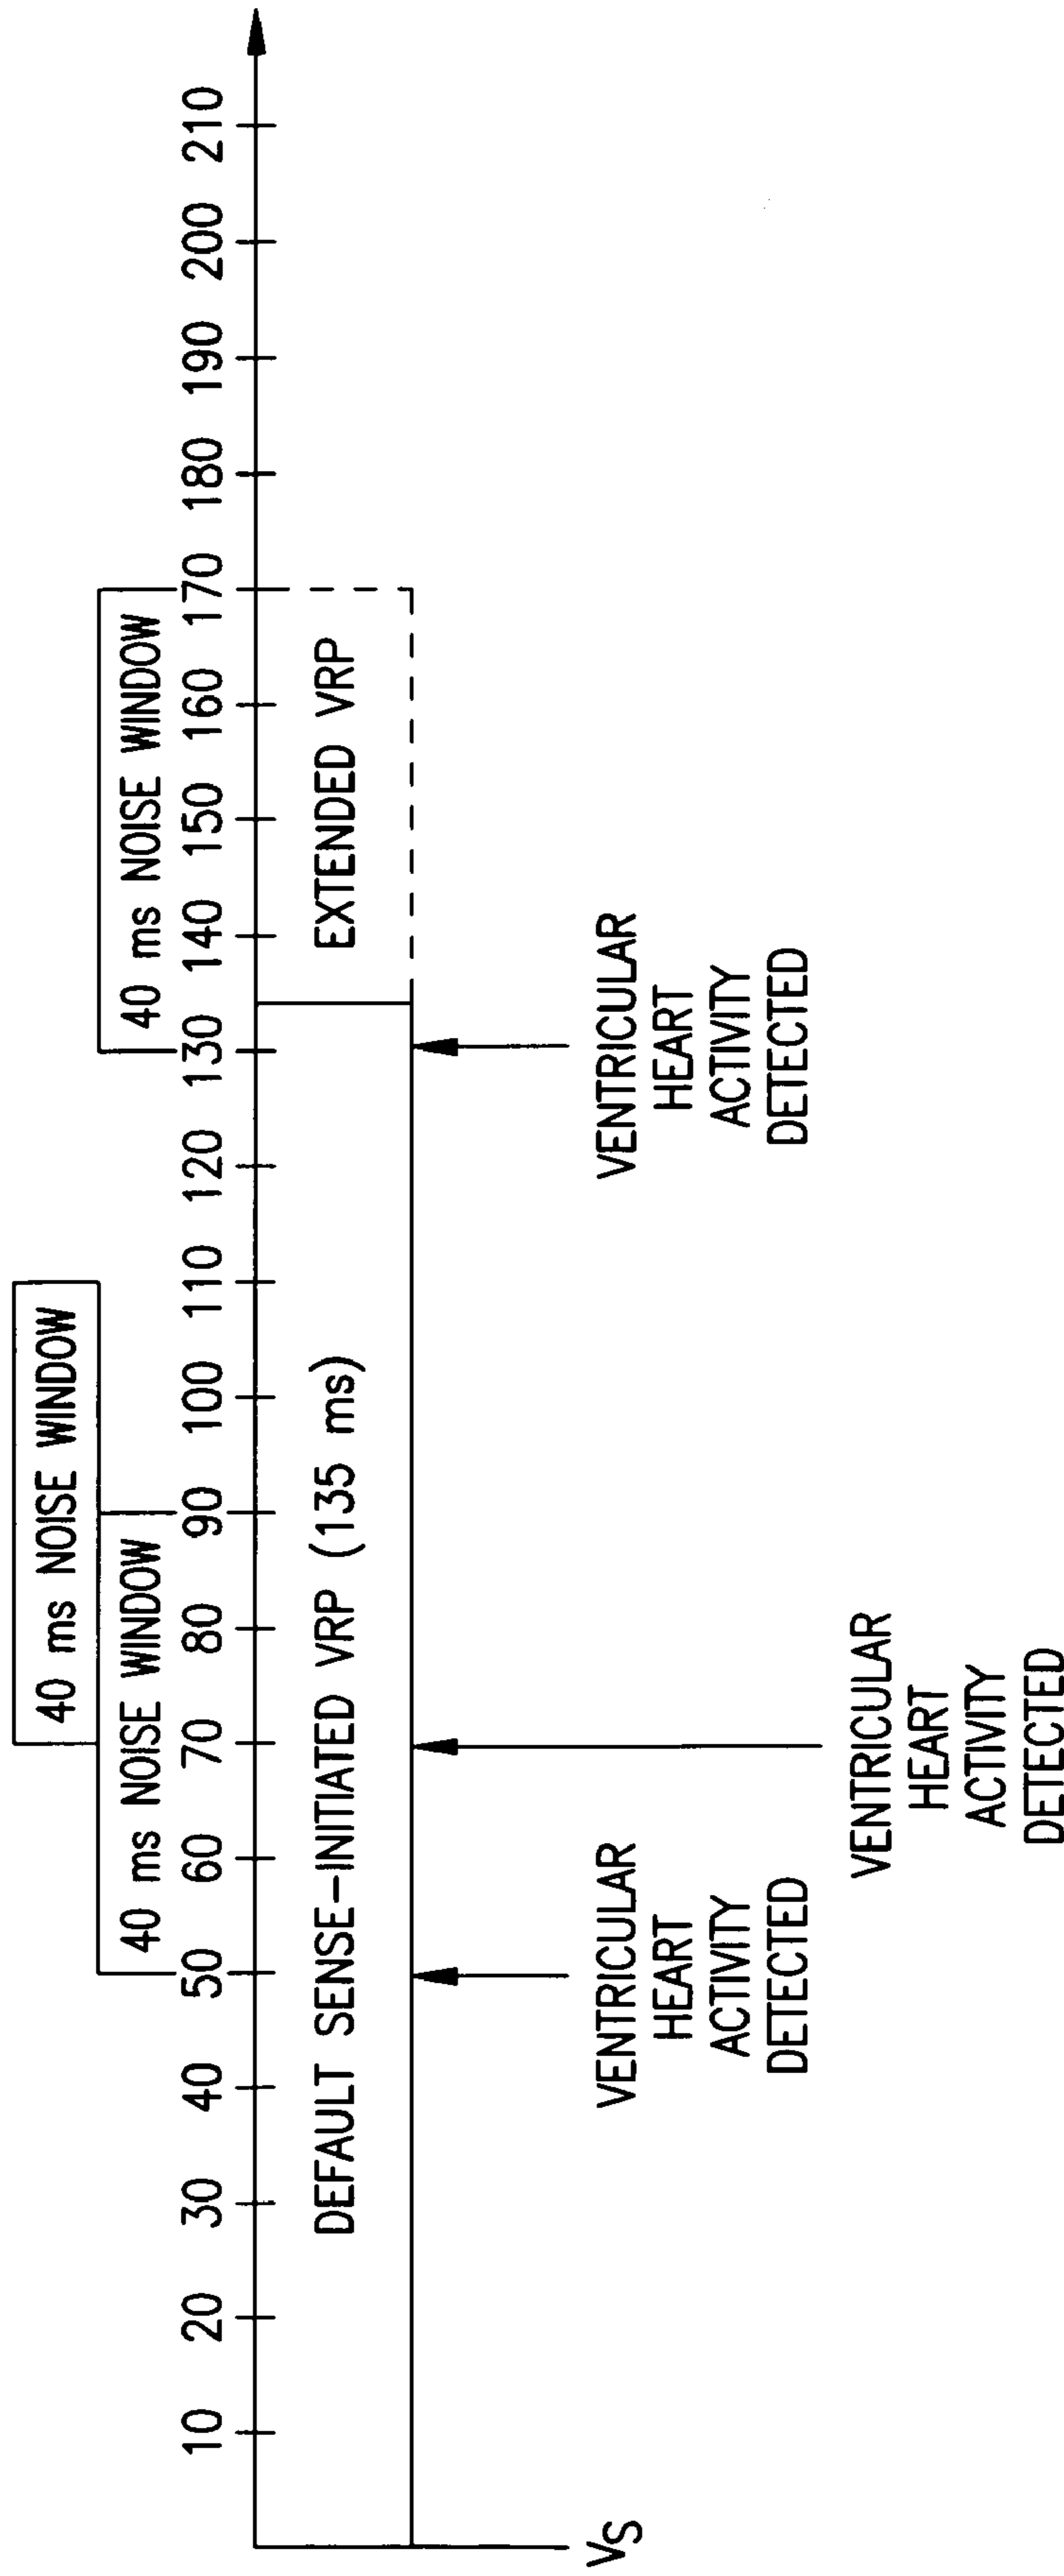 40 ms NOISE WINDOW
40 ms NOISE WINDOW
40 ms NOISE WINDOW
10 20 30 40 50 60 70 80 90 100 110 120 130 140 150 160 170 180 190 200 210
DEFAULT SENSE-INITIATED VRP (135 ms)
EXTENDED VRP
VS
VENTRICULAR
HEART
ACTIVITY
DETECTED
VENTRICULAR
HEART
ACTIVITY
DETECTED
VENTRICULAR
HEART
ACTIVITY
DETECTED